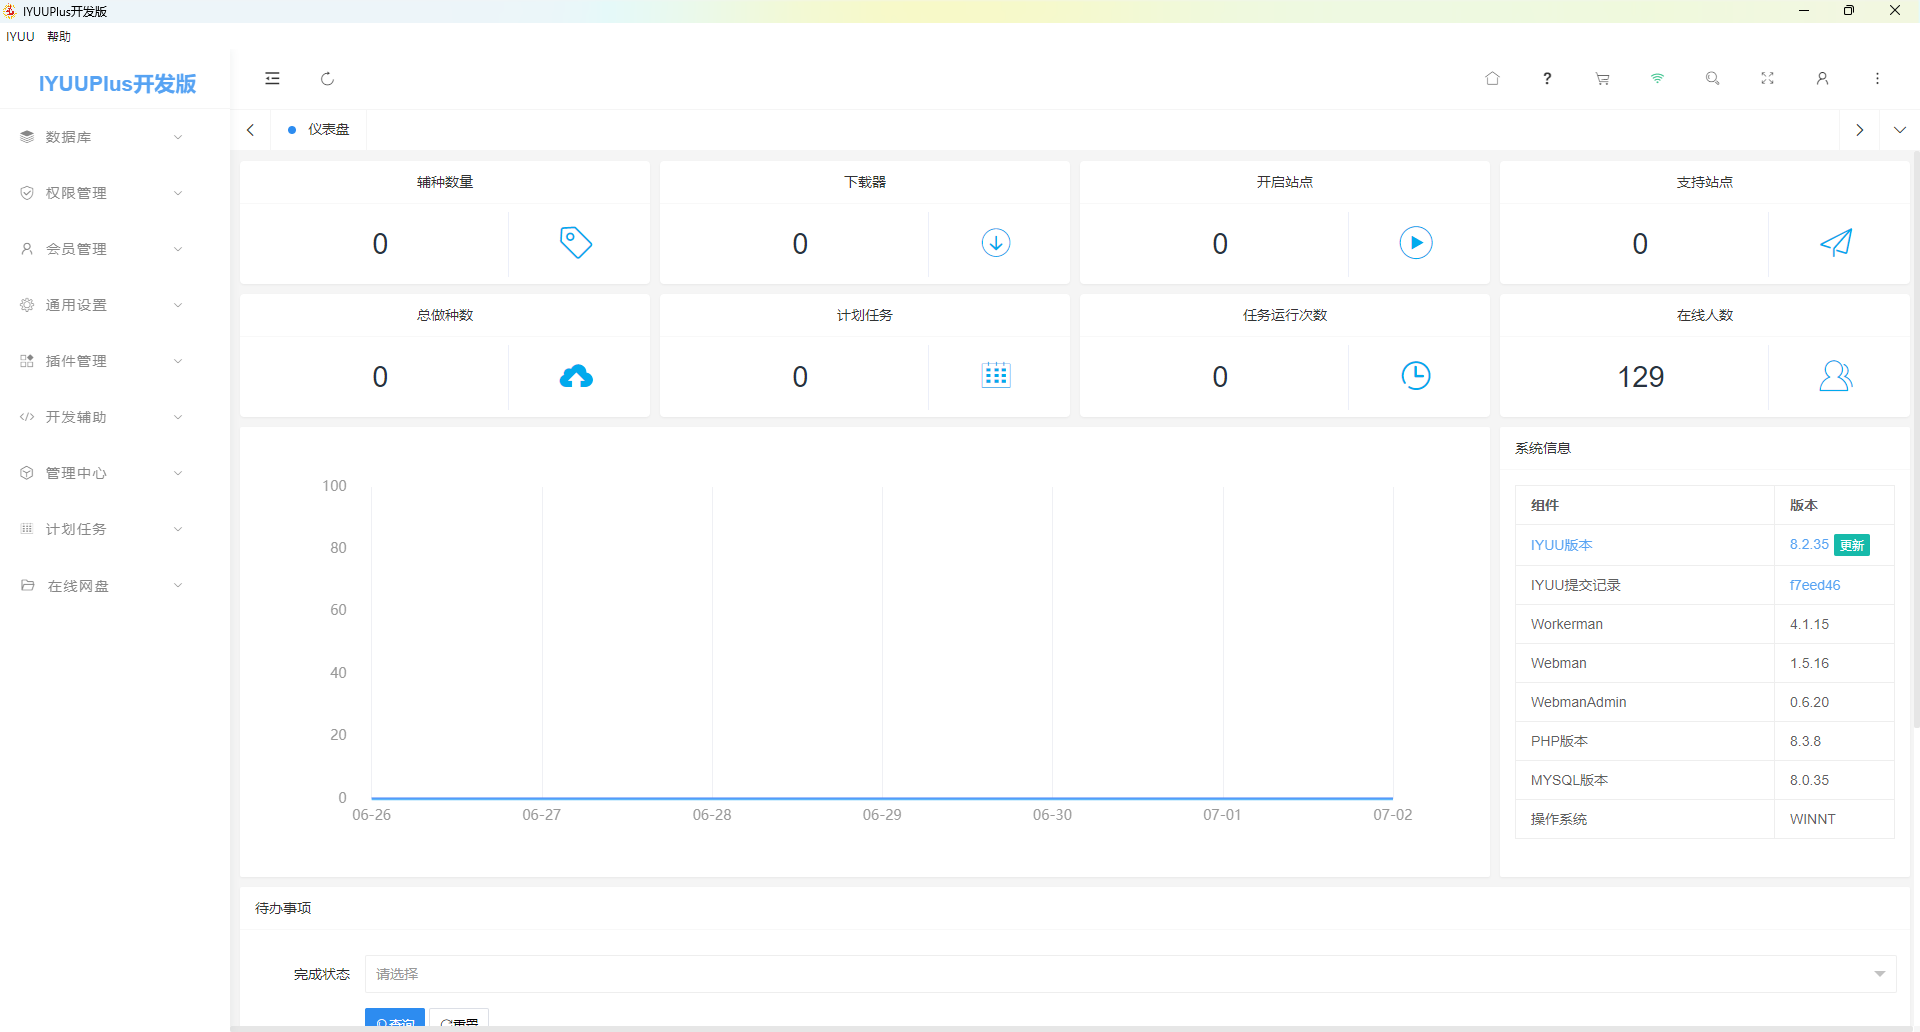 IYUUPlus开发版
IYUU 帮助
IYUUPlus开发版
?
数据库
权限管理
会员管理
通用设置
插件管理
开发辅助
管理中心
计划任务
在线网盘
仪表盘
辅种数量
0
下载器
0
开启站点
0
支持站点
0
总做种数
0
计划任务
0
任务运行次数
0
在线人数
129
100
80
60
40
20
0
06-26 06-27 06-28 06-29 06-30 07-01 07-02
系统信息
组件 版本
IYUU版本 8.2.35 更新
IYUU提交记录 f7eed46
Workerman 4.1.15
Webman 1.5.16
WebmanAdmin 0.6.20
PHP版本 8.3.8
MYSQL版本 8.0.35
操作系统 WINNT
待办事项
完成状态 请选择
查询 重置